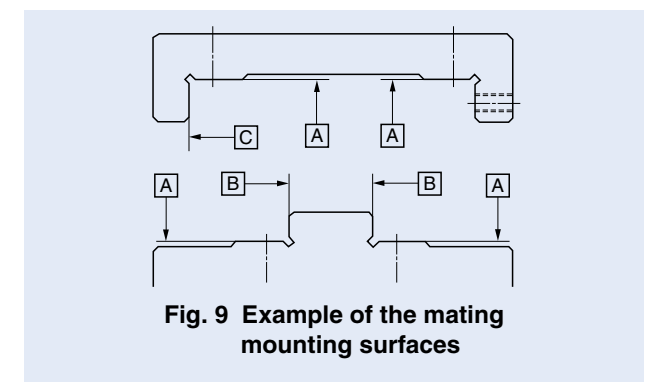 C A A
A B B A
Fig. 9 Example of the mating
mounting surfaces